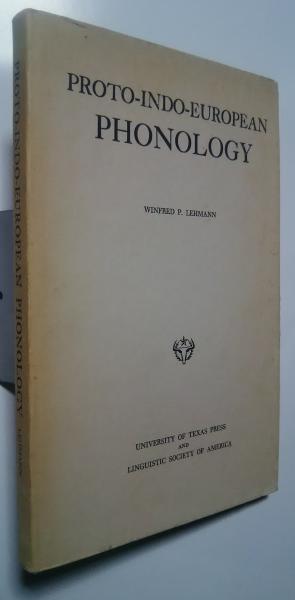 PROTO-INDO-EUROPEAN
PHONOLOGY
WINFRED P. LEHMANN
UNIVERSITY OF TEXAS PRESS
AND
LINGUISTIC SOCIETY OF AMERICA
PROTO-INDO-EUROPEAN PHONOLOGY LEHMANN